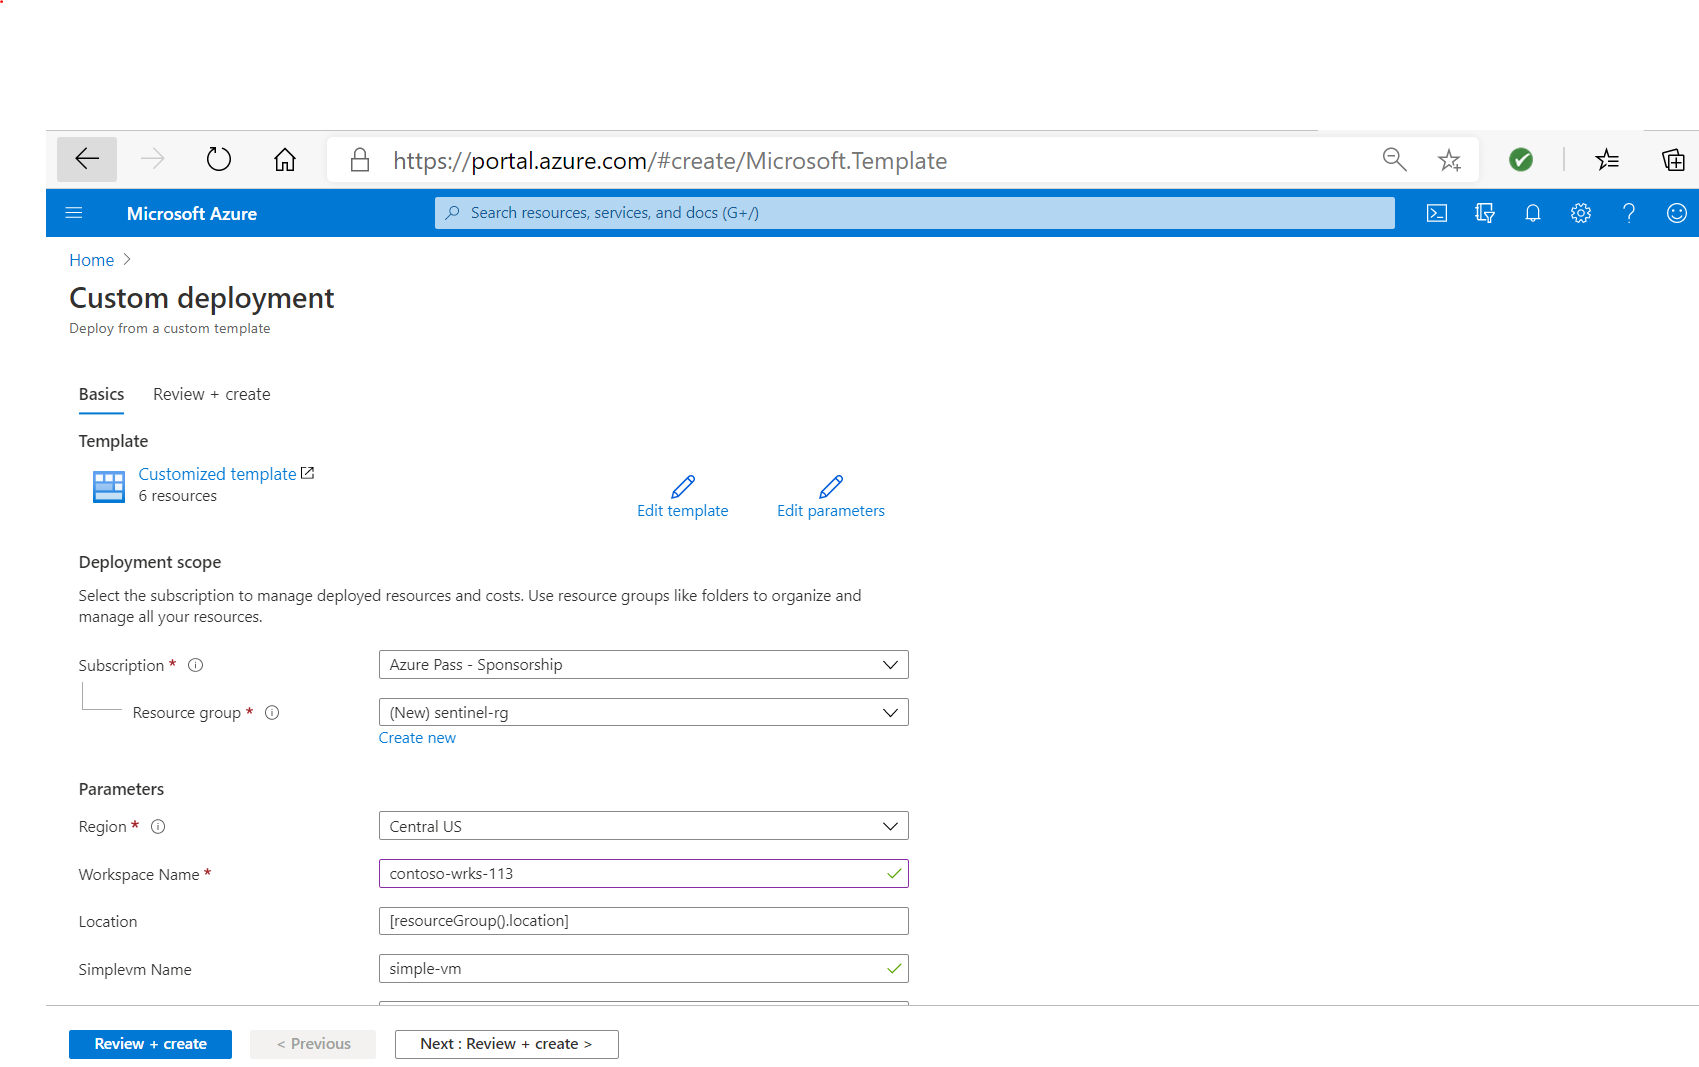 https://portal.azure.com/#create/Microsoft.Template
Microsoft Azure
Search resources, services, and docs (G+/)
Home >
Custom deployment
Deploy from a custom template
Basics
Review + create
Template
Customized template
6 resources
Edit template
Edit parameters
Deployment scope
Select the subscription to manage deployed resources and costs. Use resource groups like folders to organize and
manage all your resources.
Subscription *
Azure Pass - Sponsorship
Resource group *
(New) sentinel-rg
Create new
Parameters
Region *
Central US
Workspace Name *
contoso-wrks-113
Location
[resourceGroup().location]
Simplevm Name
simple-vm
Review + create
< Previous
Next : Review + create >